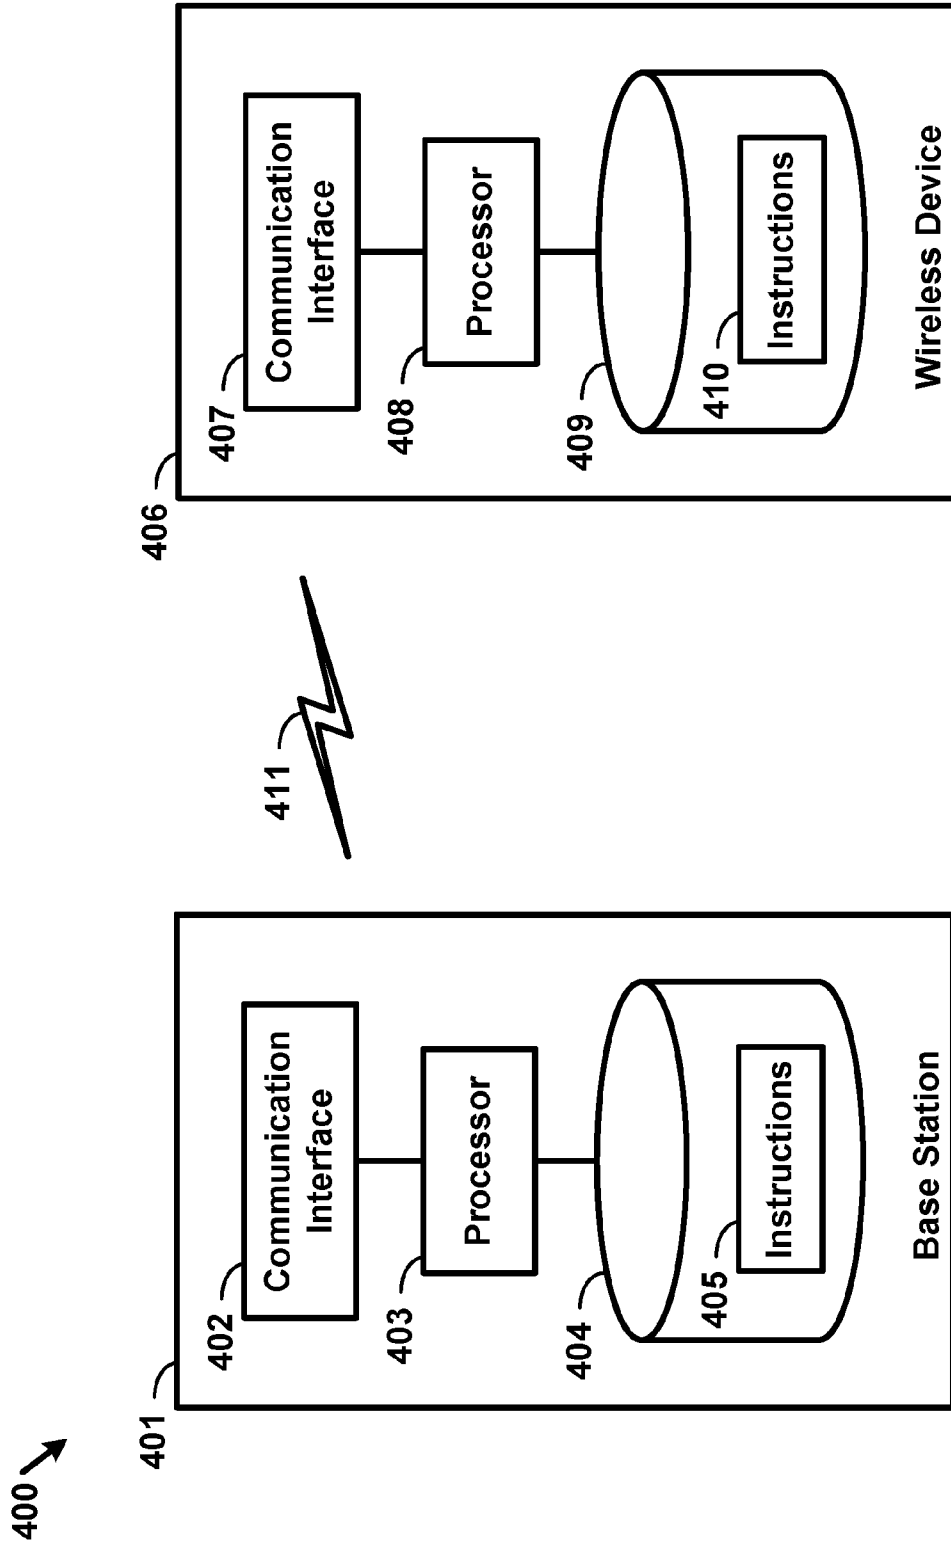 400
401
402
Communication
Interface
403
Processor
404
405
Instructions
Base Station
411
406
407
Communication
Interface
408
Processor
409
410
Instructions
Wireless Device